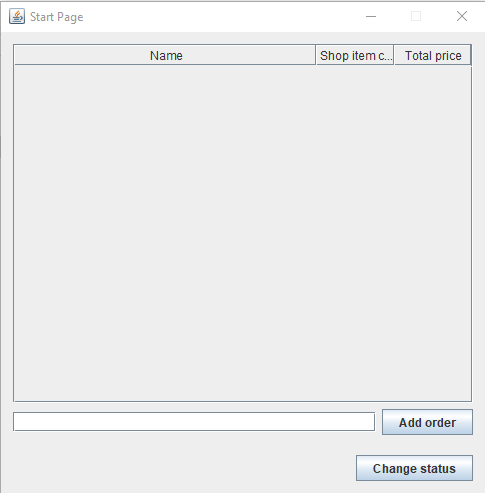 Start Page
Name Shop item c... Total price
Add order
Change status